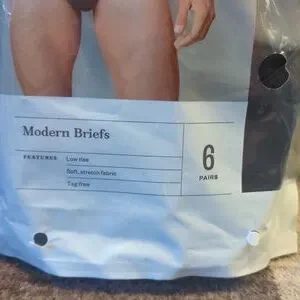 Modern Briefs
FEATURES Low rise
Soft, stretch fabric
Tag free
6
PAIRS